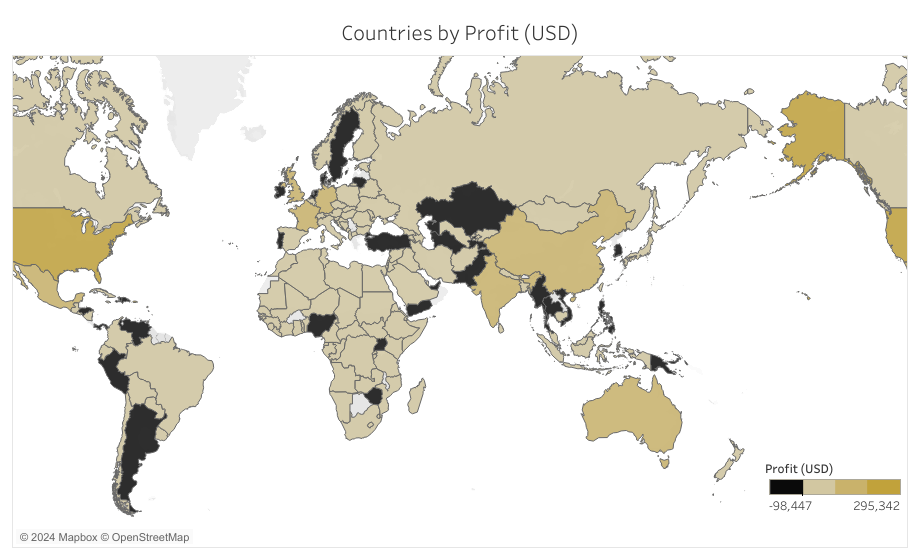 Countries by Profit (USD)
Profit (USD)
-98,447 295,342
© 2024 Mapbox © OpenStreetMap